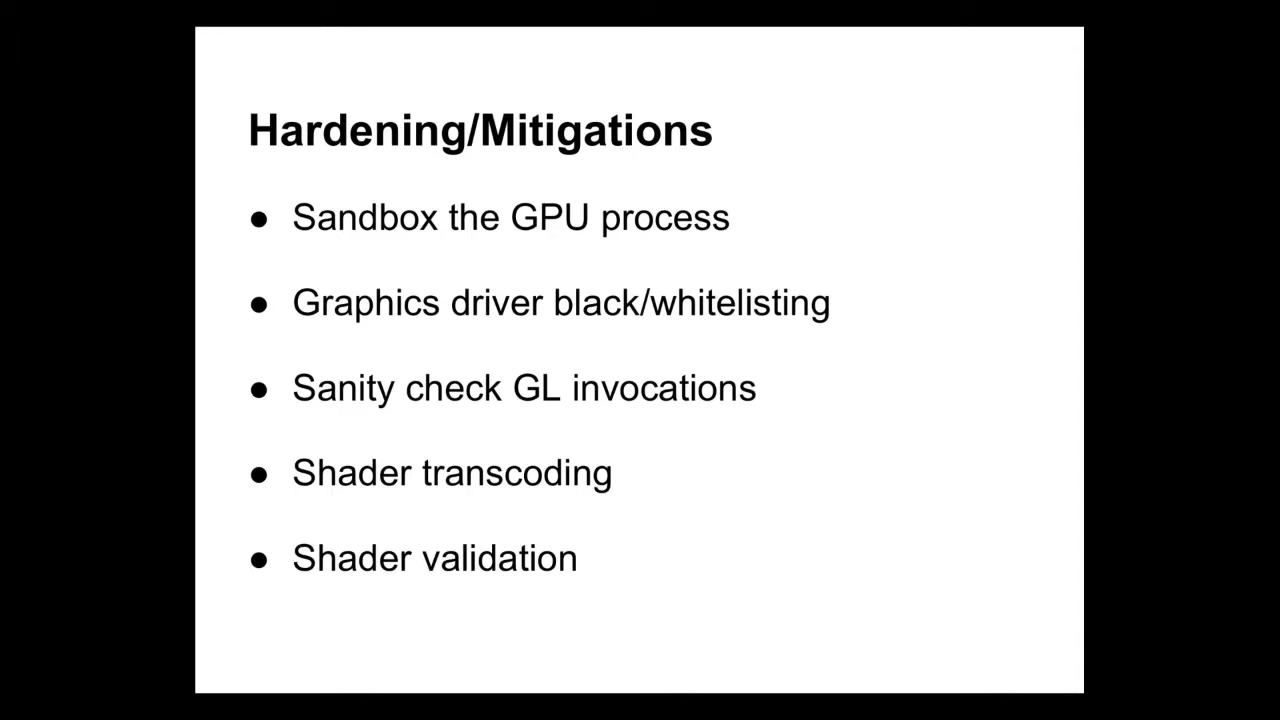 Hardening/Mitigations
● Sandbox the GPU process
● Graphics driver black/whitelisting
● Sanity check GL invocations
● Shader transcoding
● Shader validation